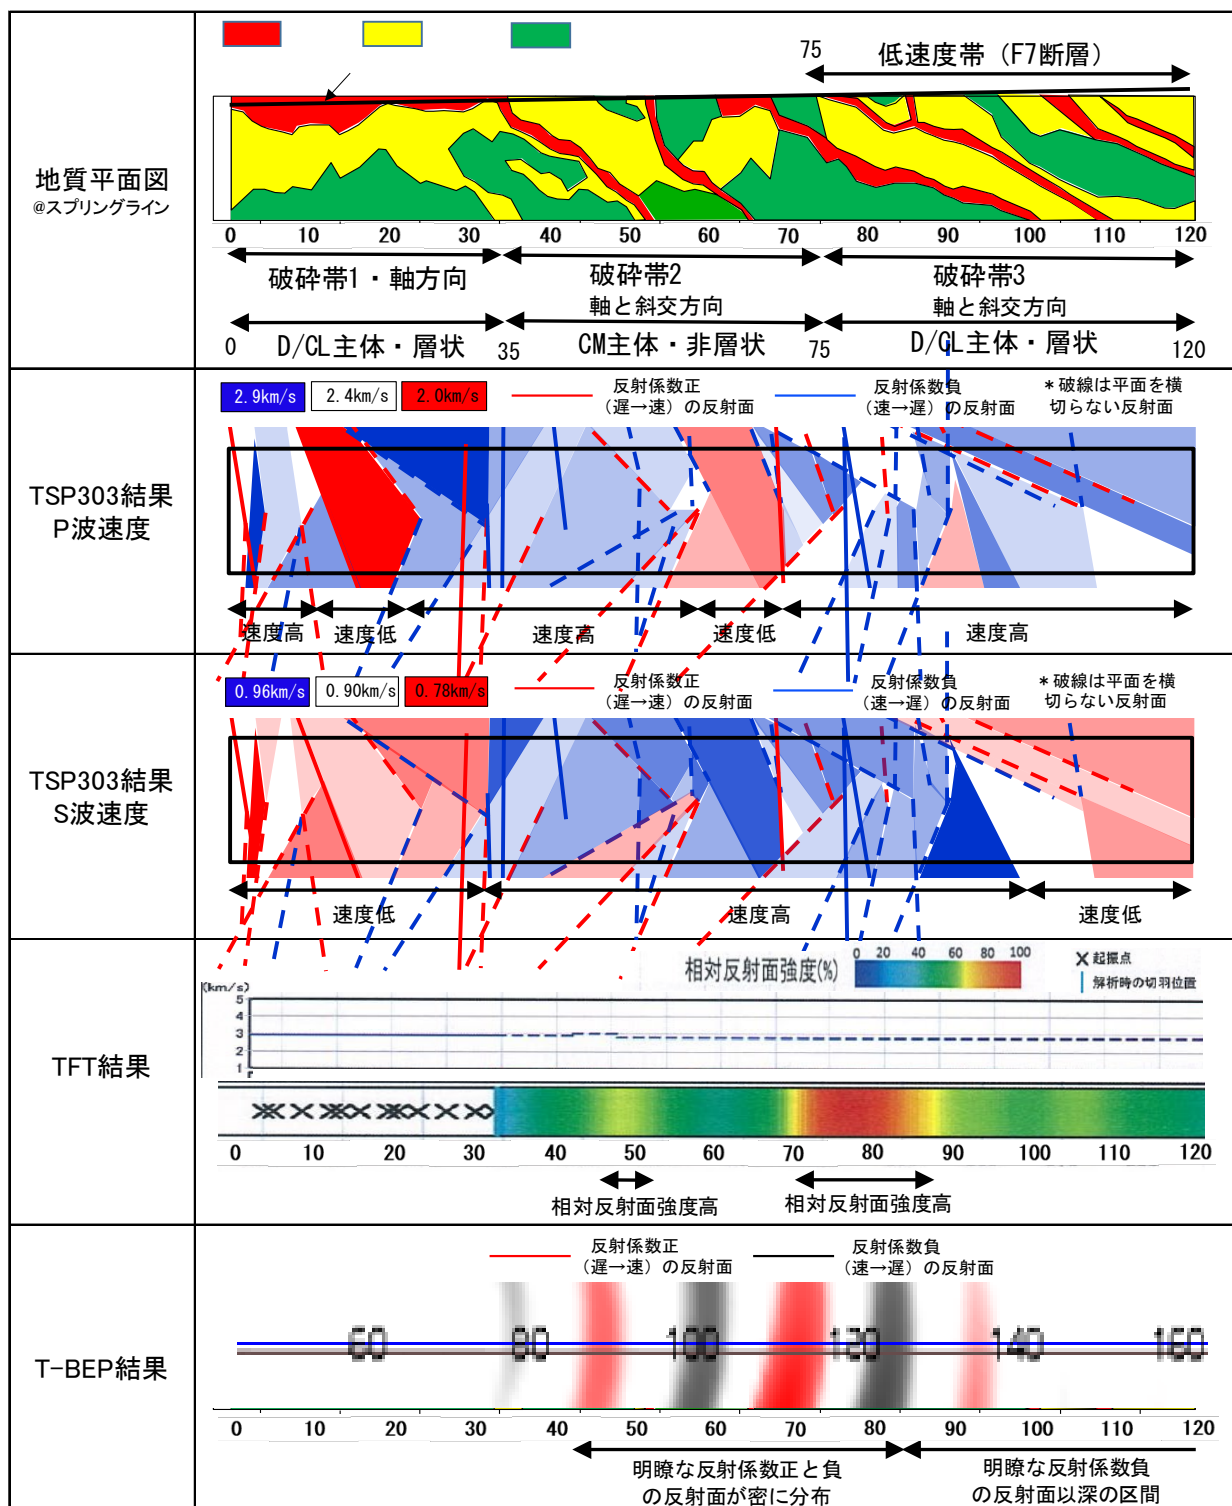 75
低速度帯（F7断層）
地質平面図
@スプリングライン
0 10 20 30 40 50 60 70 80 90 100 110 120
破砕帯1・軸方向
破砕帯2
軸と斜交方向
破砕帯3
軸と斜交方向
0 D/CL主体・層状 35 CM主体・非層状 75 D/CL主体・層状 120
2.9km/s 2.4km/s 2.0km/s
反射係数正
（遅→速）の反射面
反射係数負
（速→遅）の反射面
＊破線は平面を横
切らない反射面
TSP303結果
P波速度
速度高 速度低 速度高 速度低 速度高
0.96km/s 0.90km/s 0.78km/s
反射係数正
（遅→速）の反射面
反射係数負
（速→遅）の反射面
＊破線は平面を横
切らない反射面
TSP303結果
S波速度
速度低 速度高 速度低
相対反射面強度(%)
0 20 40 60 80 100
起振点
解析時の切羽位置
(km/s)
5
4
3
2
1
TFT結果
0 10 20 30 40 50 60 70 80 90 100 110 120
相対反射面強度高 相対反射面強度高
反射係数正
（遅→速）の反射面
反射係数負
（速→遅）の反射面
60 80 100 120 140 160
T-BEP結果
0 10 20 30 40 50 60 70 80 90 100 110 120
明瞭な反射係数正と負
の反射面が密に分布
明瞭な反射係数負
の反射面以深の区間